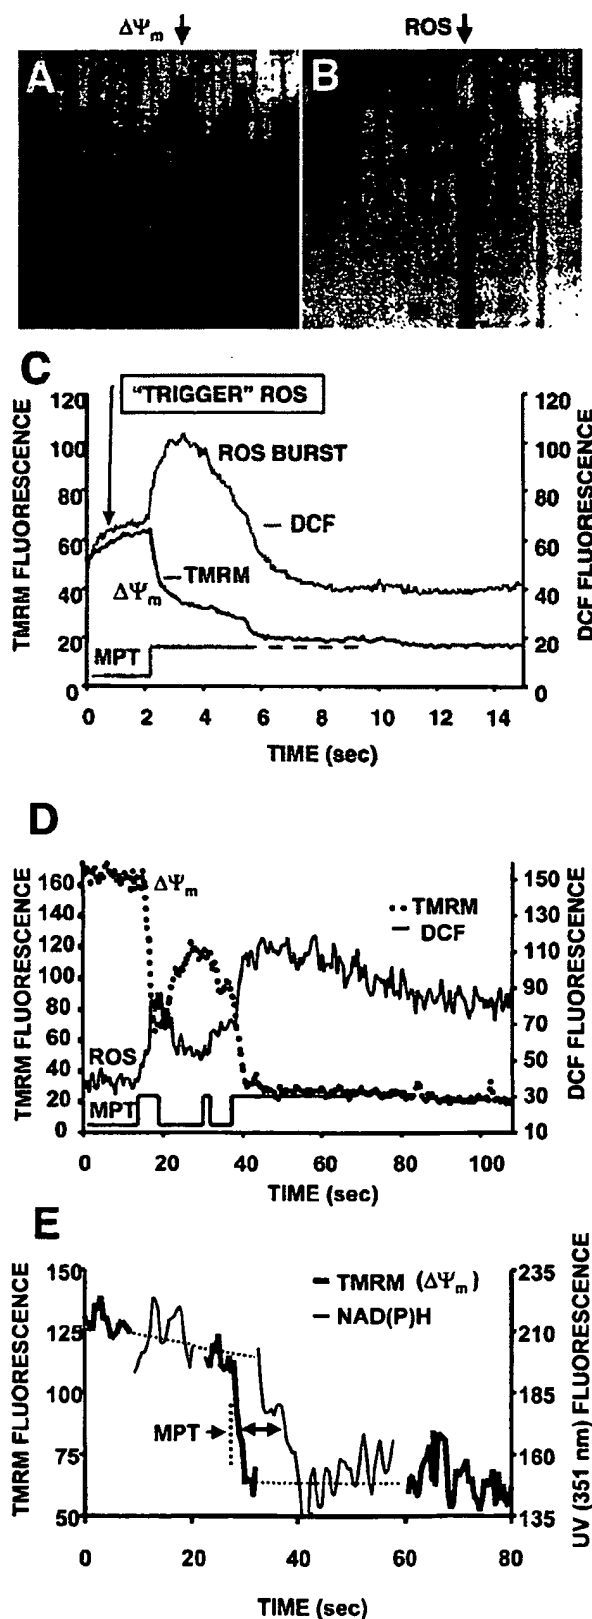 ΔΨm
ROS
A
B
C
"TRIGGER" ROS
TMRM FLUORESCENCE
120
100
80
60
40
20
0
ROS BURST
DCF
TMRM
ΔΨm
MPT
DCF FLUORESCENCE
120
100
80
60
40
20
0
0 2 4 6 8 10 12 14
TIME (sec)
D
TMRM FLUORESCENCE
160
140
120
100
80
60
40
20
0
ΔΨm
TMRM
DCF
ROS
MPT
DCF FLUORESCENCE
150
130
110
90
70
50
30
10
0 20 40 60 80 100
TIME (sec)
E
TMRM FLUORESCENCE
150
125
100
75
50
TMRM (ΔΨm)
NAD(P)H
MPT
UV (351 nm) FLUORESCENCE
235
210
185
160
135
0 20 40 60 80
TIME (sec)